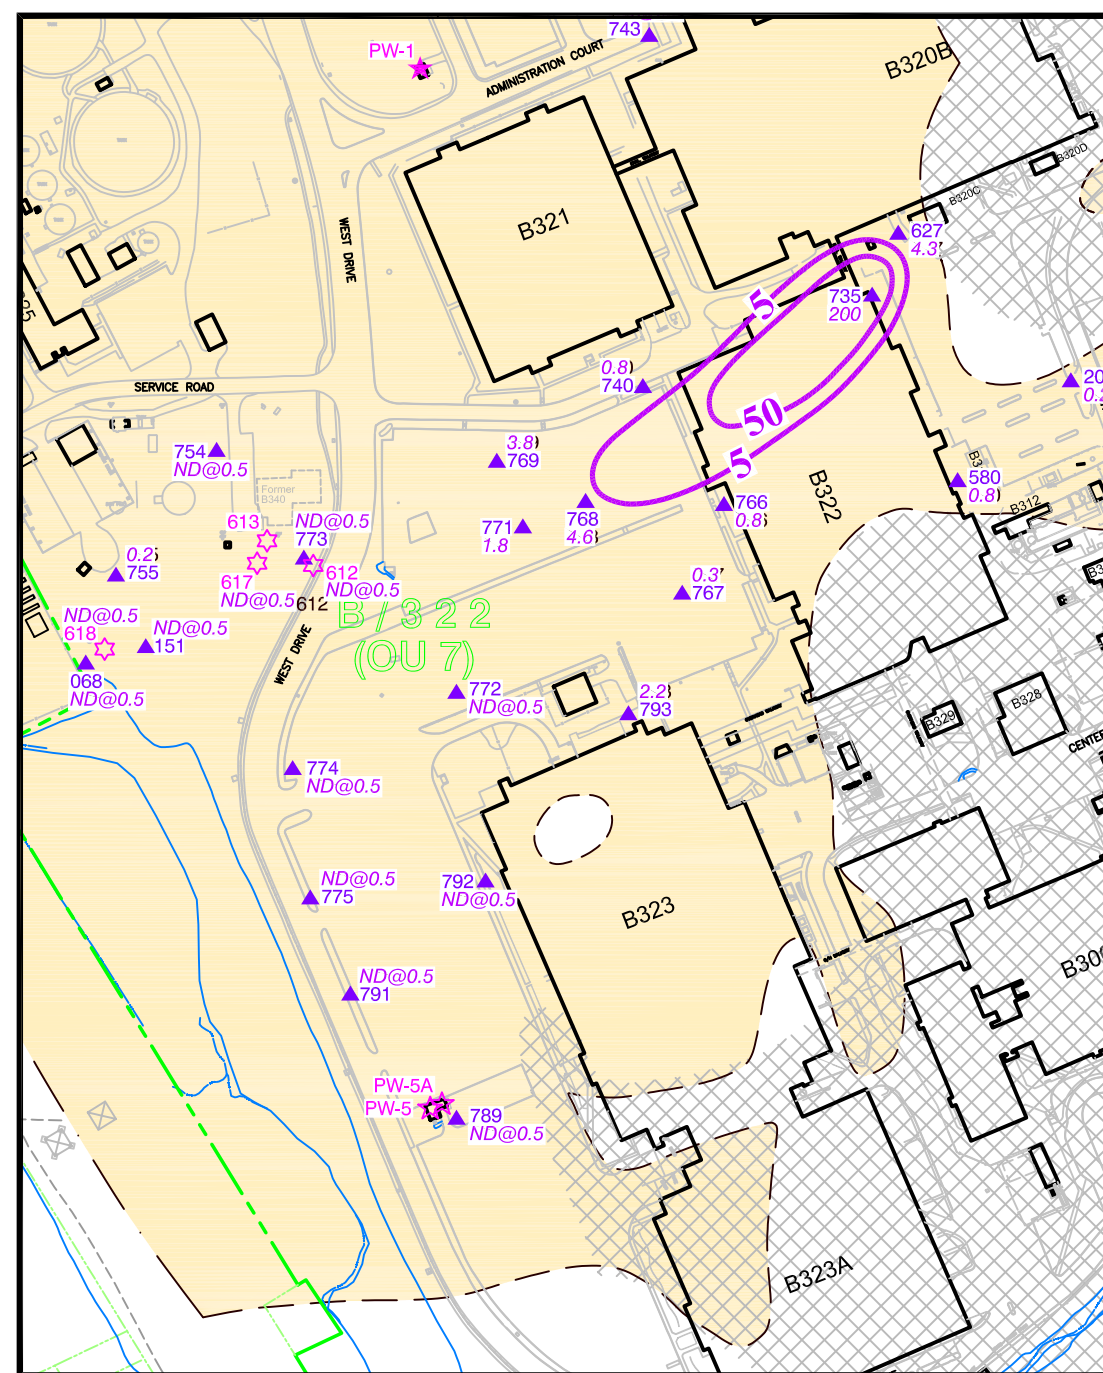 743
PW-1
ADMINISTRATION COURT
B320B
B320D
B320C
B321
WEST DRIVE
627
4.3
5
735
200
SERVICE ROAD
0.8
740
50
5
3.8
769
754
ND@0.5
580
0.8
Former
B340
B322
B312
766
0.8
768
4.6
771
1.8
613
ND@0.5
773
617
ND@0.5
612
ND@0.5
612
0.2
755
0.3
767
B/322
(OU 7)
ND@0.5
618
ND@0.5
151
068
ND@0.5
WEST DRIVE
772
ND@0.5
2.2
793
B329
B328
CENTER
774
ND@0.5
ND@0.5
775
792
ND@0.5
B323
ND@0.5
791
PW-5A
PW-5
789
ND@0.5
B323A